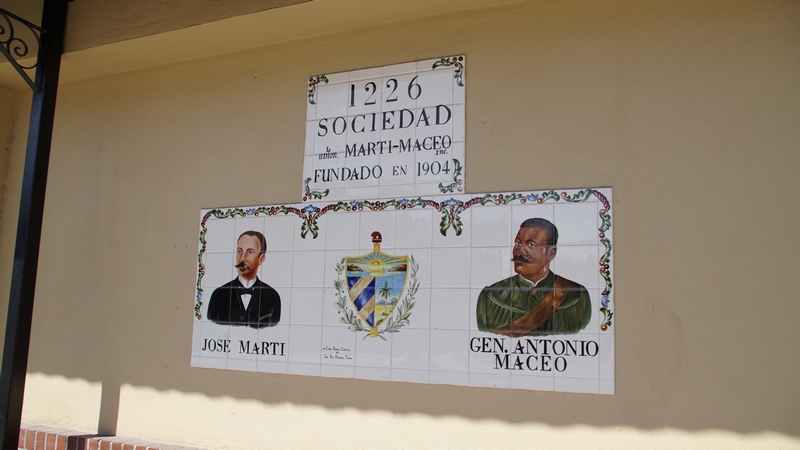 1226
SOCIEDAD
la union. MARTI-MACEO Inc.
FUNDADO EN 1904
JOSE MARTI
GEN. ANTONIO
MACEO